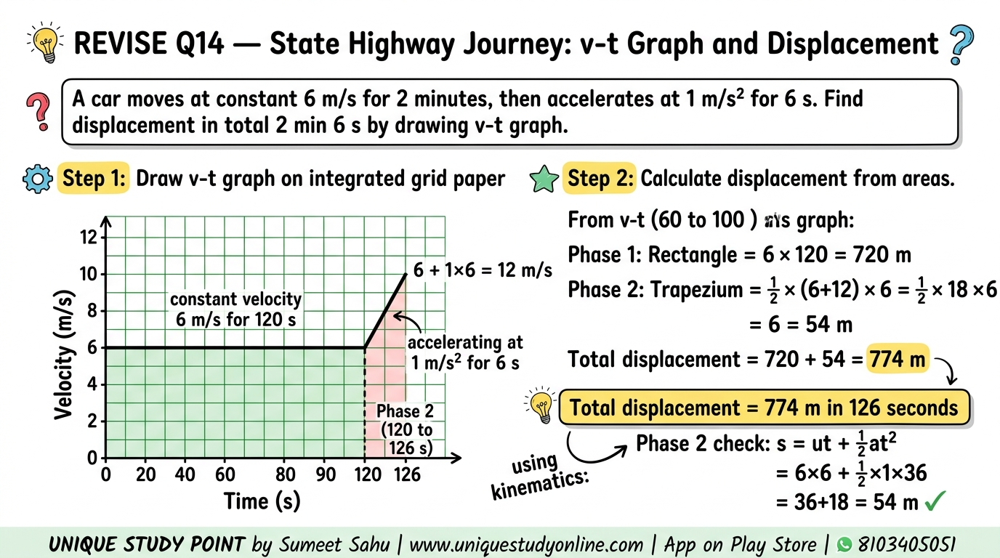 REVISE Q14 — State Highway Journey: v-t Graph and Displacement
A car moves at constant 6 m/s for 2 minutes, then accelerates at 1 m/s² for 6 s. Find
displacement in total 2 min 6 s by drawing v-t graph.
Step 1: Draw v-t graph on integrated grid paper
12
10
8
6
4
2
0
Velocity (m/s)
6 + 1×6 = 12 m/s
constant velocity
6 m/s for 120 s
accelerating at
1 m/s² for 6 s
Phase 2
(120 to
126 s)
0 20 40 60 80 90 120 126
Time (s)
Step 2: Calculate displacement from areas.
From v-t (60 to 100 ) graph:
Phase 1: Rectangle = 6 × 120 = 720 m
Phase 2: Trapezium = ½ × (6+12) × 6 = ½ × 18 ×6
= 6 = 54 m
Total displacement = 720 + 54 = 774 m
Total displacement = 774 m in 126 seconds
using
kinematics:
Phase 2 check: s = ut + ½at²
= 6×6 + ½×1×36
= 36+18 = 54 m ✓
UNIQUE STUDY POINT by Sumeet Sahu | www.uniquestudyonline.com | App on Play Store | 8103405051